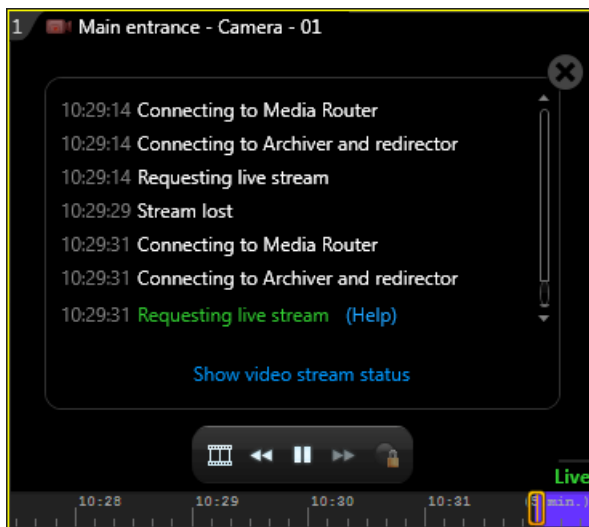 1 Main entrance - Camera - 01
10:29:14 Connecting to Media Router
10:29:14 Connecting to Archiver and redirector
10:29:14 Requesting live stream
10:29:29 Stream lost
10:29:31 Connecting to Media Router
10:29:31 Connecting to Archiver and redirector
10:29:31 Requesting live stream (Help)
Show video stream status
Live
10:28 10:29 10:30 10:31 min.)